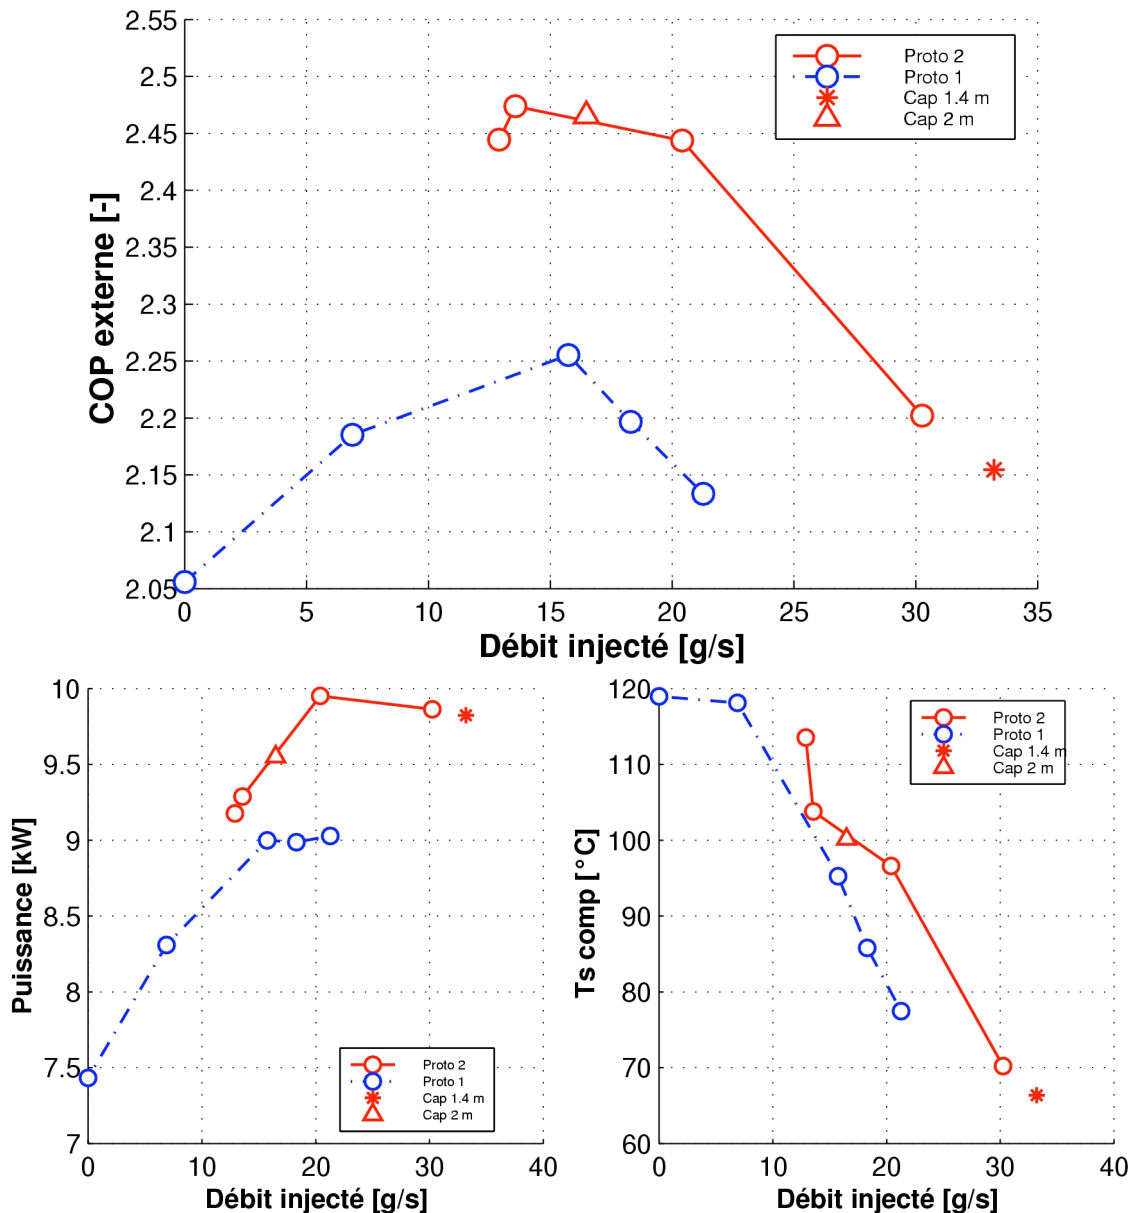 2.55
2.5
2.45
2.4
2.35
2.3
2.25
2.2
2.15
2.1
2.05
COP externe [-]
Proto 2
Proto 1
Cap 1.4 m
Cap 2 m
0 5 10 15 20 25 30 35
Débit injecté [g/s]
10
9.5
9
8.5
8
7.5
7
Puissance [kW]
Proto 2
Proto 1
Cap 1.4 m
Cap 2 m
0 10 20 30 40
Débit injecté [g/s]
120
110
100
90
80
70
60
Ts comp [°C]
Proto 2
Proto 1
Cap 1.4 m
Cap 2 m
0 10 20 30 40
Débit injecté [g/s]